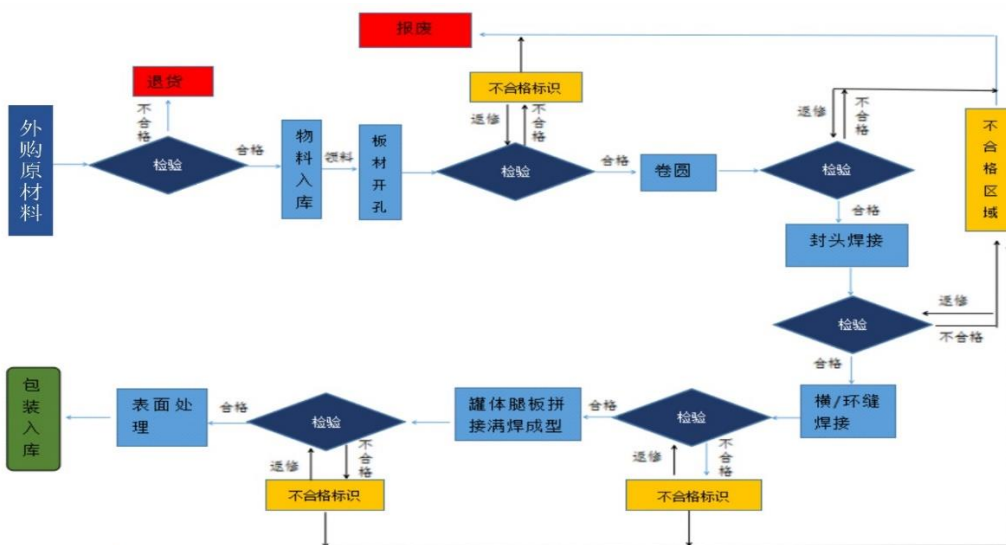 报废
退货
不合格标识
外购原材料
不合格
检验
合格
物料入库
领料
板材开孔
返修
不合格
检验
合格
卷圆
返修
不合格
检验
不合格区域
合格
封头焊接
返修
检验
不合格
合格
包装入库
表面处
理
合格
检验
罐体腿板拼
接满焊成型
合格
检验
横/环缝
焊接
返修
不合格
返修
不合格
不合格标识
不合格标识